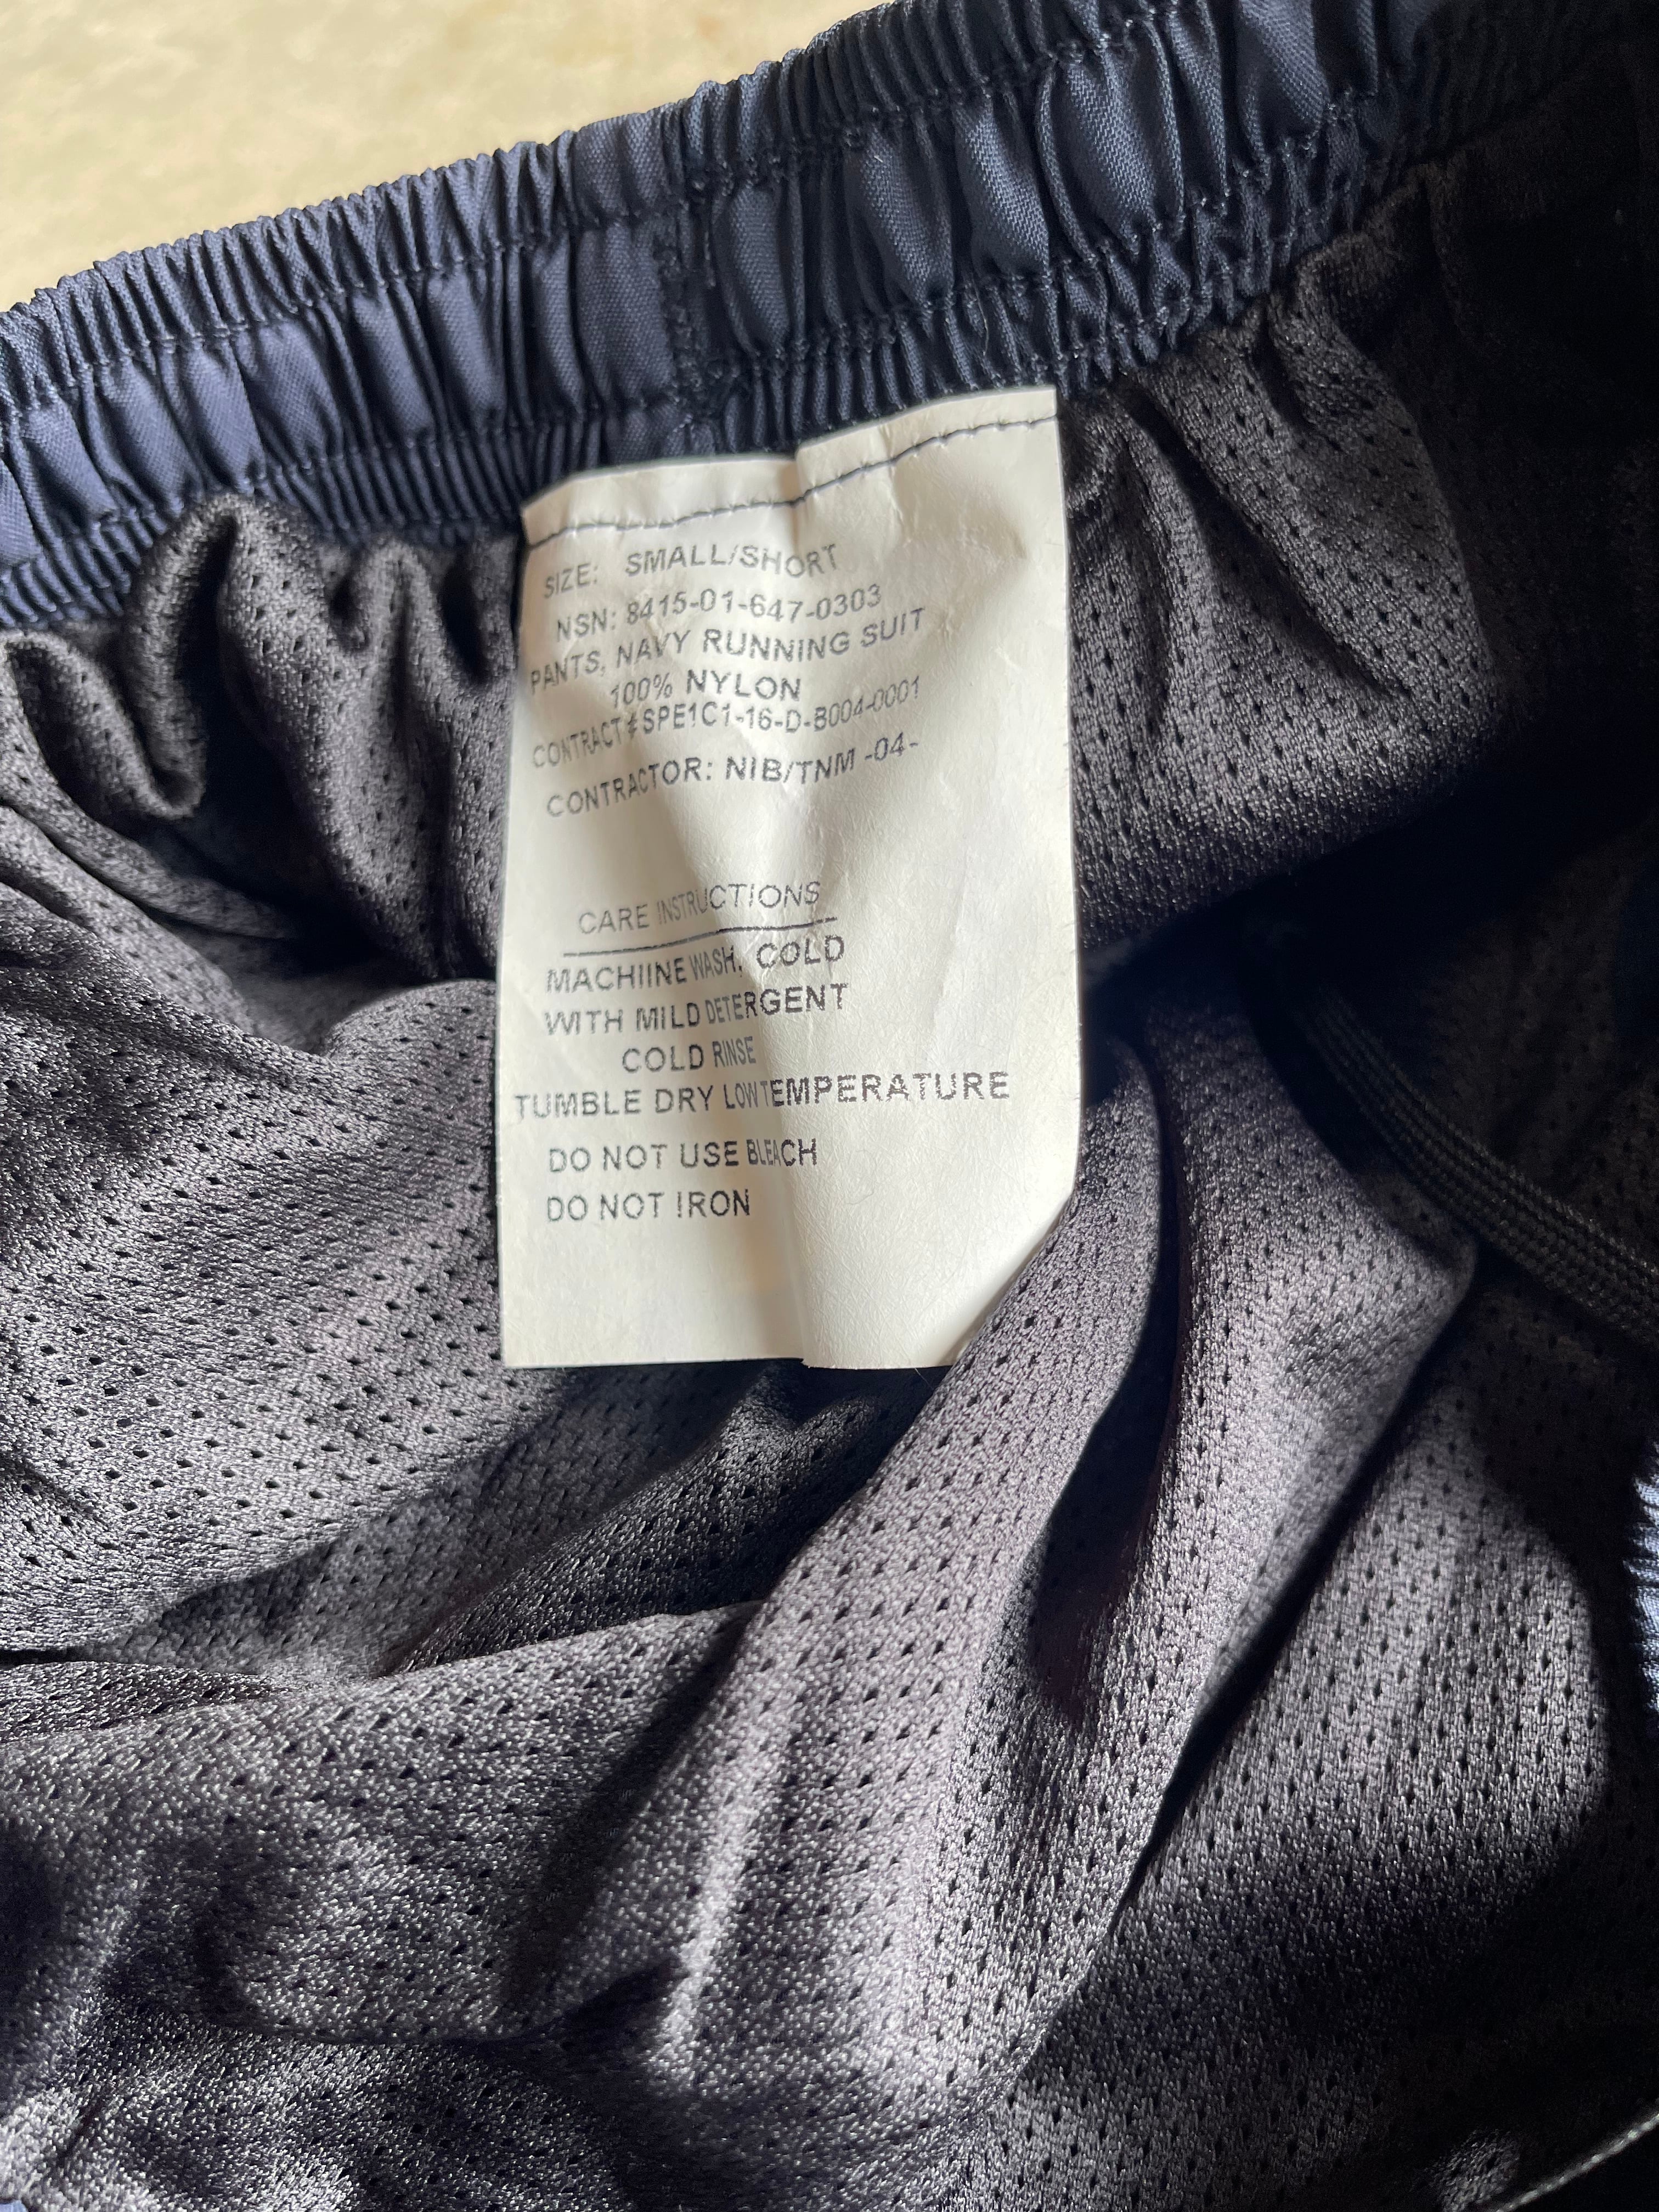 SIZE: SMALL/SHORT
NSN: 8415-01-647-0303
PANTS, NAVY RUNNING SUIT
100% NYLON
CONTRACT#SPE1C1-16-D-B004-0001
CONTRACTOR: NIB/TNM -04-
CARE INSTRUCTIONS
MACHIINE WASH, COLD
WITH MILD DETERGENT
COLD RINSE
TUMBLE DRY LOW TEMPERATURE
DO NOT USE BLEACH
DO NOT IRON